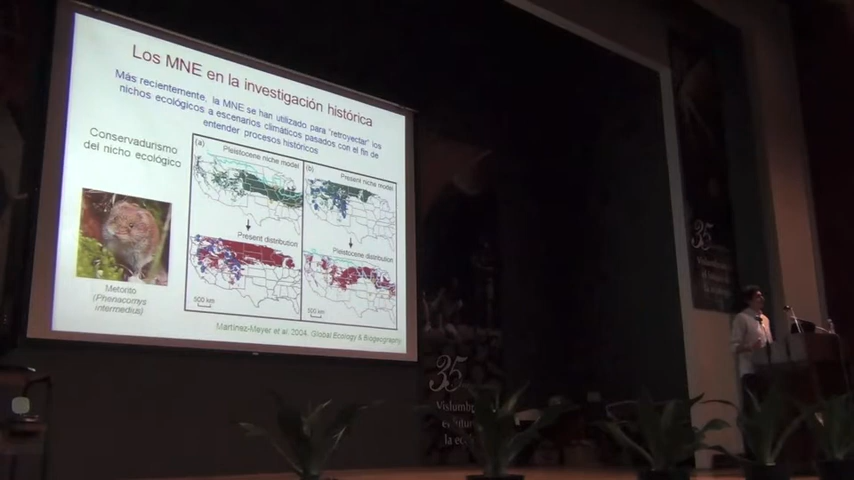 Los MNE en la investigación histórica
Más recientemente, la MNE se han utilizado para "retroyectar" los
nichos ecológicos a escenarios climáticos pasados con el fin de
entender procesos históricos
Conservadurismo
del nicho ecológico
(a)
Pleistocene niche model
(b)
Present niche model
Present distribution
Pleistocene distribution
500 km
500 km
Metorito
(Phenacomys
intermedius)
Martínez-Meyer et al. 2004. Global Ecology & Biogeography
35
35